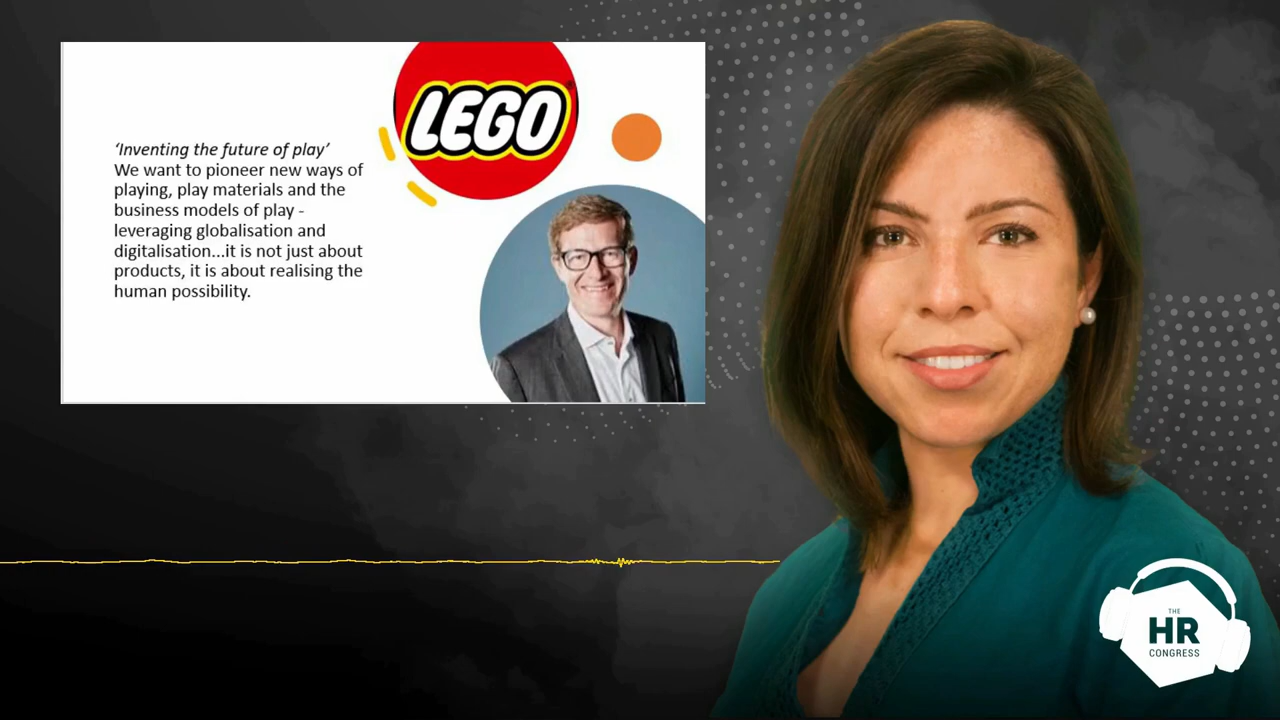 LEGO
‘Inventing the future of play’
We want to pioneer new ways of
playing, play materials and the
business models of play -
leveraging globalisation and
digitalisation...it is not just about
products, it is about realising the
human possibility.
THE
HR
CONGRESS